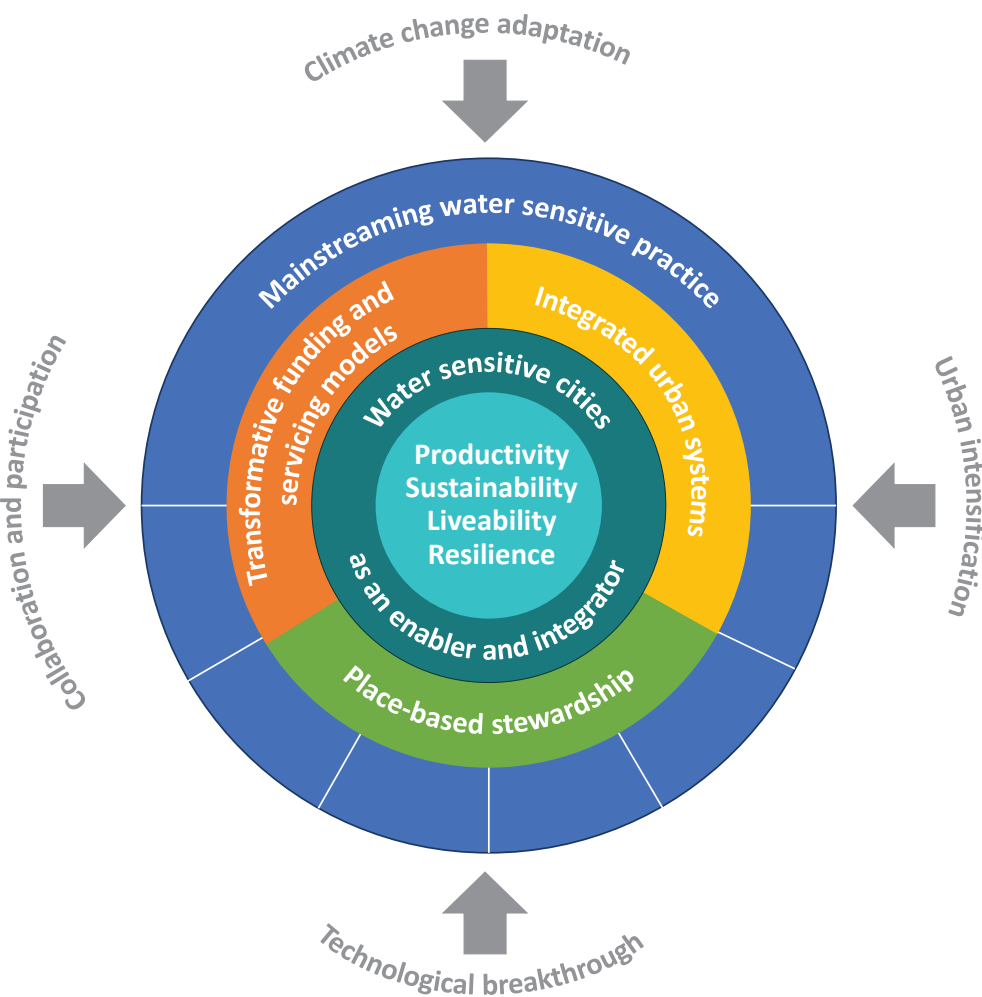 Climate change adaptation
Mainstreaming water sensitive practice
Transformative funding and
servicing models
Integrated urban systems
Water sensitive cities
Productivity
Sustainability
Liveability
Resilience
as an enabler and integrator
Place-based stewardship
Collaboration and participation
Urban intensification
Technological breakthrough